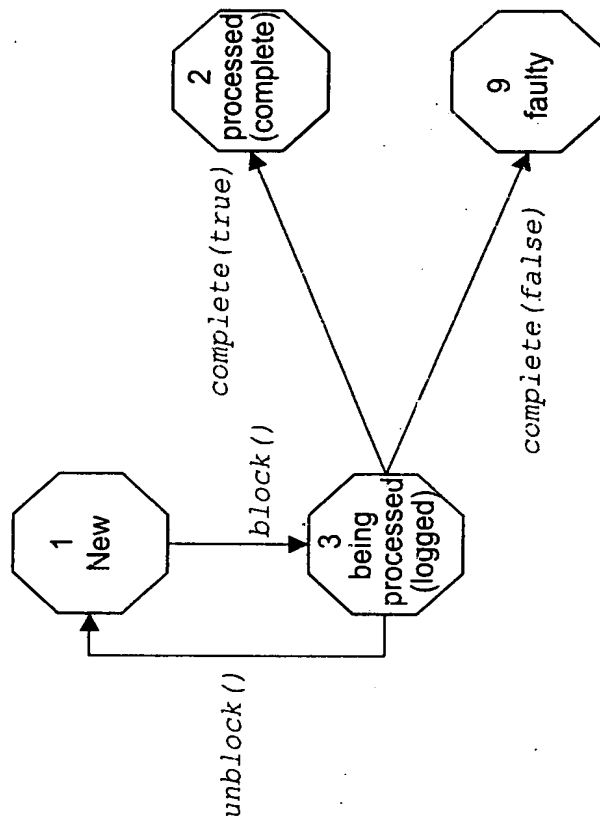 1
New
block()
unblock()
3
being
processed
(logged)
complete(true)
2
processed
(complete)
complete(false)
9
faulty